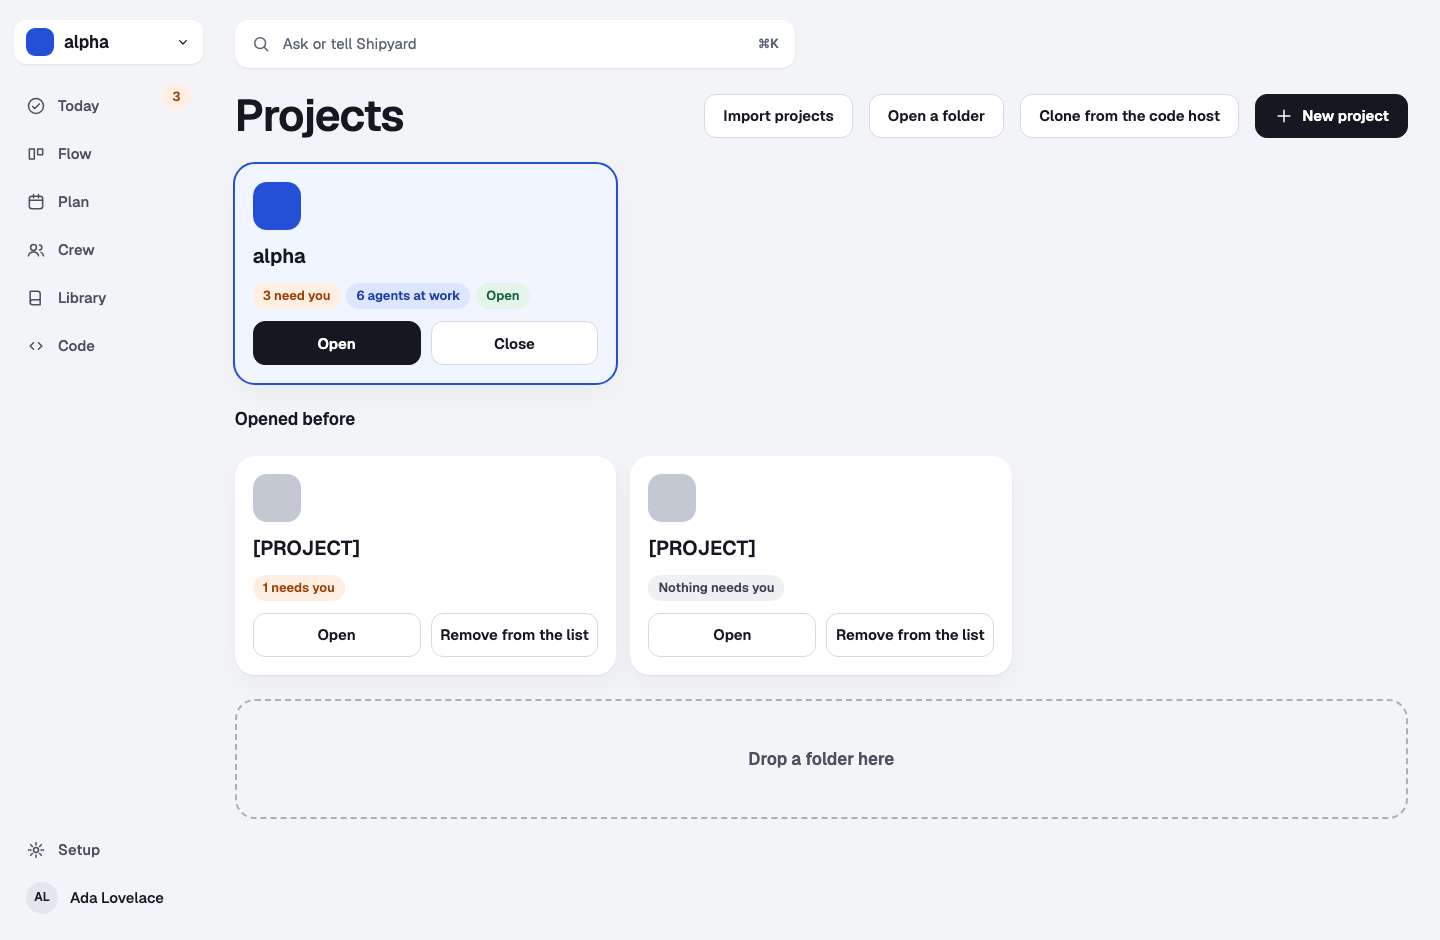 alpha
Ask or tell Shipyard
⌘K
Today
3
Flow
Plan
Crew
Library
Code
Projects
Import projects
Open a folder
Clone from the code host
New project
alpha
3 need you
6 agents at work
Open
Open
Close
Opened before
[PROJECT]
1 needs you
Open
Remove from the list
[PROJECT]
Nothing needs you
Open
Remove from the list
Drop a folder here
Setup
AL
Ada Lovelace